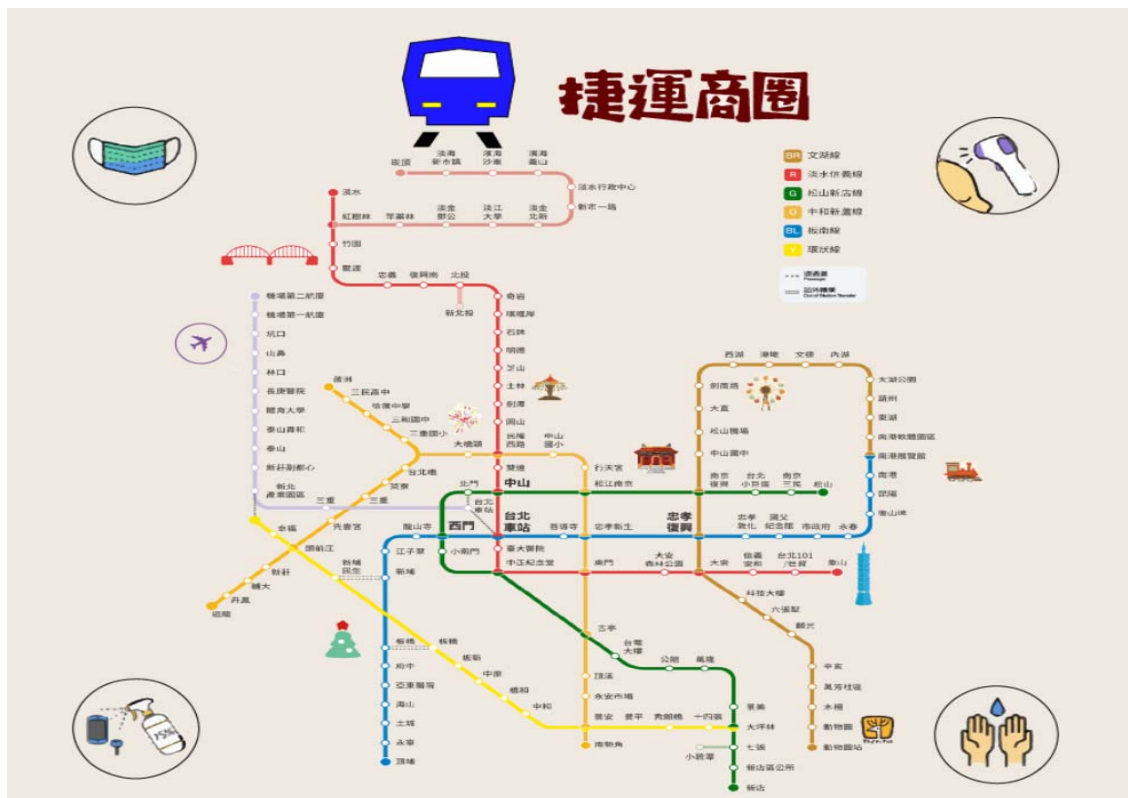 捷運商圈
BR 文湖線
R 淡水信義線
G 松山新店線
O 中和新蘆線
BL 板南線
Y 環狀線
Out-of-Station Transfer
崁頂
淡海
新市鎮
濱海
沙崙
濱海
義山
淡水行政中心
新市一路
淡水
紅樹林
竿蓁林
淡金
鄧公
淡江
大學
淡金
北新
竹圍
關渡
忠義
復興崗
北投
新北投
奇岩
唭哩岸
石牌
明德
芝山
士林
劍潭
圓山
民權
西路
雙連
中山
台北
車站
臺大醫院
中正紀念堂
機場第二航廈
機場第一航廈
坑口
山鼻
林口
長庚醫院
體育大學
泰山貴和
泰山
新莊副都心
新北
產業園區
三重
台北
車站
蘆洲
三民高中
徐匯中學
三和國中
三重國小
大橋頭
中山
國小
台北橋
菜寮
三重
先嗇宮
頭前庄
新莊
輔大
丹鳳
迴龍
行天宮
松江南京
忠孝新生
東門
古亭
頂溪
永安市場
景安
南勢角
西湖
港墘
文德
內湖
大湖公園
葫洲
東湖
南港軟體園區
南港展覽館
南港
昆陽
後山埤
劍南路
大直
松山機場
中山國中
南京
復興
台北
小巨蛋
南京
三民
松山
北門
西門
小南門
龍山寺
善導寺
忠孝
復興
忠孝
敦化
國父
紀念館
市政府
永春
大安
森林公園
大安
信義
安和
台北101
/世貿
象山
科技大樓
六張犁
麟光
辛亥
萬芳社區
木柵
動物園
動物園站
江子翠
新埔
板橋
府中
亞東醫院
海山
土城
永寧
頂埔
幸福
新埔
民生
板橋
板新
中原
橋和
中和
景平
秀朗橋
十四張
大坪林
台電
大樓
公館
萬隆
景美
七張
小碧潭
新店區公所
新店
75%